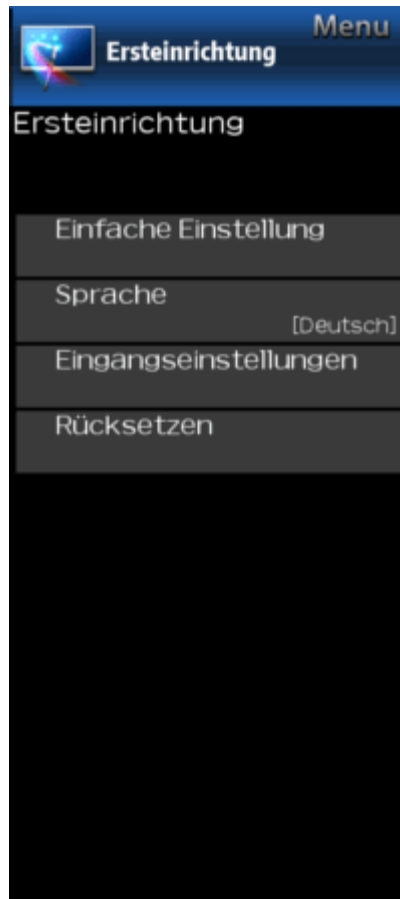 Menu
Ersteinrichtung
Ersteinrichtung
Einfache Einstellung
Sprache
[Deutsch]
Eingangseinstellungen
Rücksetzen